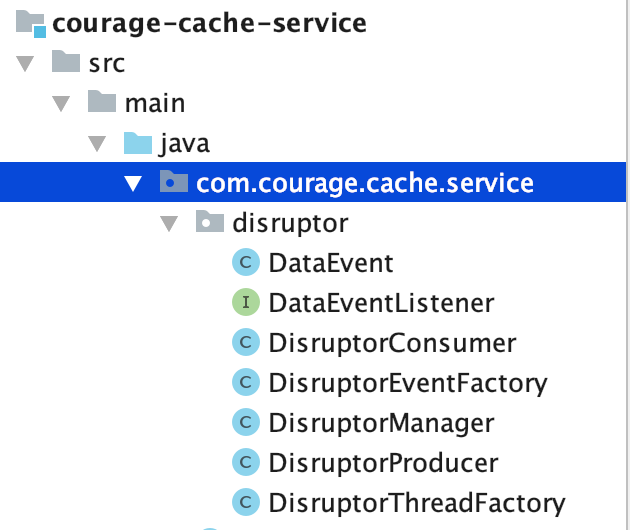 courage-cache-service
src
main
java
com.courage.cache.service
disruptor
C DataEvent
I DataEventListener
C DisruptorConsumer
C DisruptorEventFactory
C DisruptorManager
C DisruptorProducer
C DisruptorThreadFactory